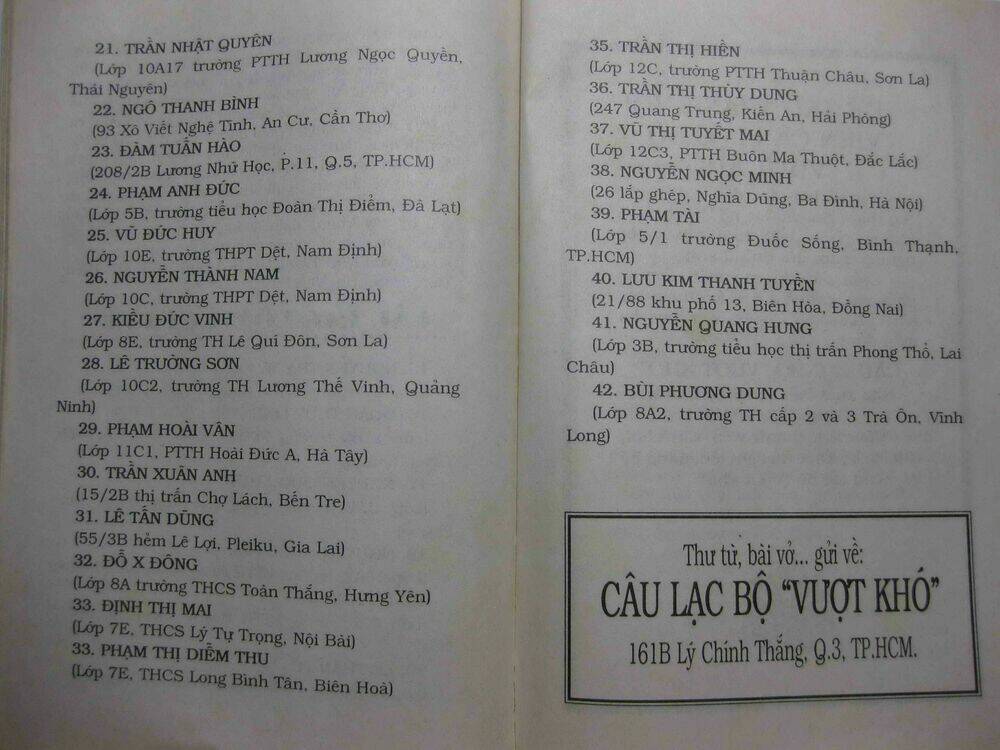 21. TRẦN NHẬT QUYÊN
(Lớp 10A17 trường PTTH Lương Ngọc Quyền,
Thái Nguyên)
22. NGÔ THANH BÌNH
(93 Xô Viết Nghệ Tĩnh, An Cư, Cần Thơ)
23. ĐÀM TUẤN HÀO
(208/2B Lương Nhữ Học, P.11, Q.5, TP.HCM)
24. PHẠM ANH ĐỨC
(Lớp 5B, trường tiểu học Đoàn Thị Điểm, Đà Lạt)
25. VŨ ĐỨC HUY
(Lớp 10E, trường THPT Dệt, Nam Định)
26. NGUYỄN THÀNH NAM
(Lớp 10C, trường THPT Dệt, Nam Định)
27. KIỀU ĐỨC VINH
(Lớp 8E, trường TH Lê Quí Đôn, Sơn La)
28. LÊ TRƯỜNG SƠN
(Lớp 10C2, trường TH Lương Thế Vinh, Quảng
Ninh)
29. PHẠM HOÀI VÂN
(Lớp 11C1, PTTH Hoài Đức A, Hà Tây)
30. TRẦN XUÂN ANH
(15/2B thị trấn Chợ Lách, Bến Tre)
31. LÊ TẤN DŨNG
(55/3B hẻm Lê Lợi, Pleiku, Gia Lai)
32. ĐỖ X ĐÔNG
(Lớp 8A trường THCS Toàn Thắng, Hưng Yên)
33. ĐỊNH THỊ MAI
(Lớp 7E, THCS Lý Tự Trọng, Nội Bài)
33. PHẠM THỊ DIỄM THU
(Lớp 7E, THCS Long Bình Tân, Biên Hoà)
35. TRẦN THỊ HIỀN
(Lớp 12C, trường PTTH Thuận Châu, Sơn La)
36. TRẦN THỊ THÙY DUNG
(247 Quang Trung, Kiến An, Hải Phòng)
37. VŨ THỊ TUYẾT MAI
(Lớp 12C3, PTTH Buôn Ma Thuột, Đắc Lắc)
38. NGUYỄN NGỌC MINH
(26 lắp ghép, Nghĩa Dũng, Ba Đình, Hà Nội)
39. PHẠM TÀI
(Lớp 5/1 trường Đuốc Sống, Bình Thạnh,
TP.HCM)
40. LƯU KIM THANH TUYỀN
(21/88 khu phố 13, Biên Hòa, Đồng Nai)
41. NGUYỄN QUANG HUNG
(Lớp 3B, trường tiểu học thị trấn Phong Thổ, Lai
Châu)
42. BÙI PHƯƠNG DUNG
(Lớp 8A2, trường TH cấp 2 và 3 Trà Ôn, Vĩnh
Long)
Thư từ, bài vở... gửi về:
CÂU LẠC BỘ "VƯỢT KHÓ"
161B Lý Chính Thắng, Q.3, TP.HCM.